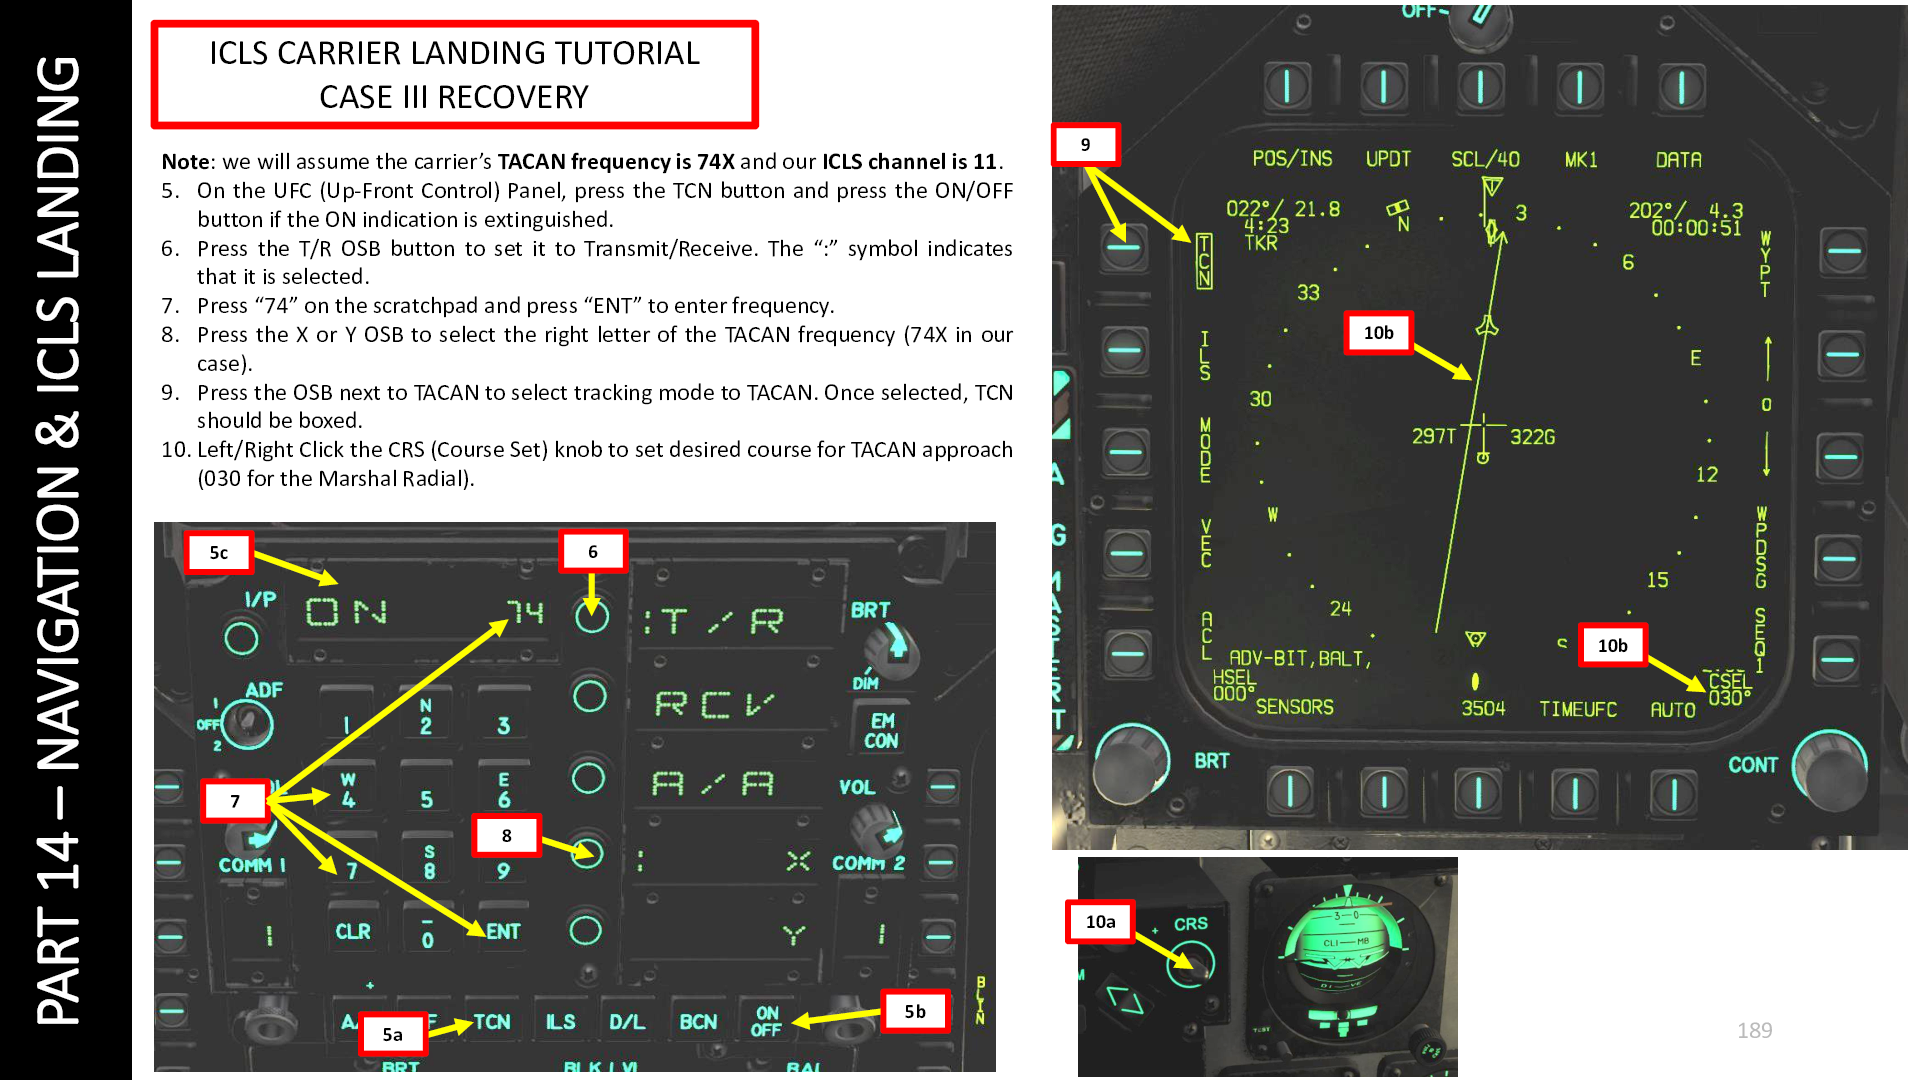 PART 14 – NAVIGATION & ICLS LANDING
ICLS CARRIER LANDING TUTORIAL
CASE III RECOVERY
Note: we will assume the carrier’s TACAN frequency is 74X and our ICLS channel is 11.
5. On the UFC (Up-Front Control) Panel, press the TCN button and press the ON/OFF
button if the ON indication is extinguished.
6. Press the T/R OSB button to set it to Transmit/Receive. The “:” symbol indicates
that it is selected.
7. Press “74” on the scratchpad and press “ENT” to enter frequency.
8. Press the X or Y OSB to select the right letter of the TACAN frequency (74X in our
case).
9. Press the OSB next to TACAN to select tracking mode to TACAN. Once selected, TCN
should be boxed.
10. Left/Right Click the CRS (Course Set) knob to set desired course for TACAN approach
(030 for the Marshal Radial).
5c
6
I/P
ON 74
:T/R
BRT
DIM
ADF
1
OFF
2
RCV
EM
CON
1
N
2
3
7
W
4
5
E
6
A/A
VOL
8
COMM 1
7
S
8
9
: X
COMM 2
1
CLR
–
0
ENT
Y
1
5a
TCN
ILS
D/L
BCN
ON
OFF
5b
BRT
BLIN
OFF
9
POS/INS UPDT SCL/40 MK1 DATA
022°/ 21.8
4:23
TKR
N
3
202°/ 4.3
00:00:51
TCN
WYPT
6
33
10b
ILS
E
0
30
MODE
297T
322G
12
W
VEC
WPDSG
15
24
ACL
S
10b
SEQ1
ADV-BIT,BALT,
HSEL
000°
CSEL
030°
SENSORS 3504 TIMEUFC AUTO
BRT
CONT
10a
CRS
3 0
CLI MB
DI VE
TEST
189